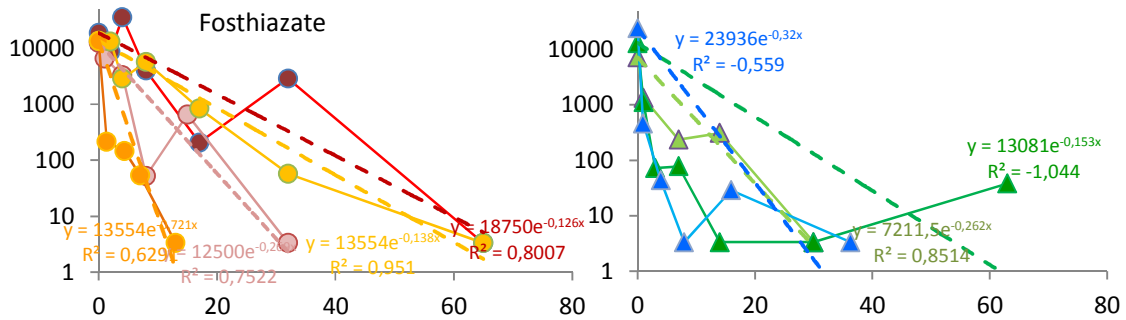 Fosthiazate
10000
1000
100
10
1
0
20
40
60
80
y = 13554e^-0,721x
R² = 0,629
y = 12500e
R² = 0,7522
y = 13554e^-0,138x
R² = 0,951
y = 18750e^-0,126x
R² = 0,8007
10000
1000
100
10
1
0
20
40
60
80
y = 23936e^-0,32x
R² = -0,559
y = 13081e^-0,153x
R² = -1,044
y = 7211,5e^-0,262x
R² = 0,8514